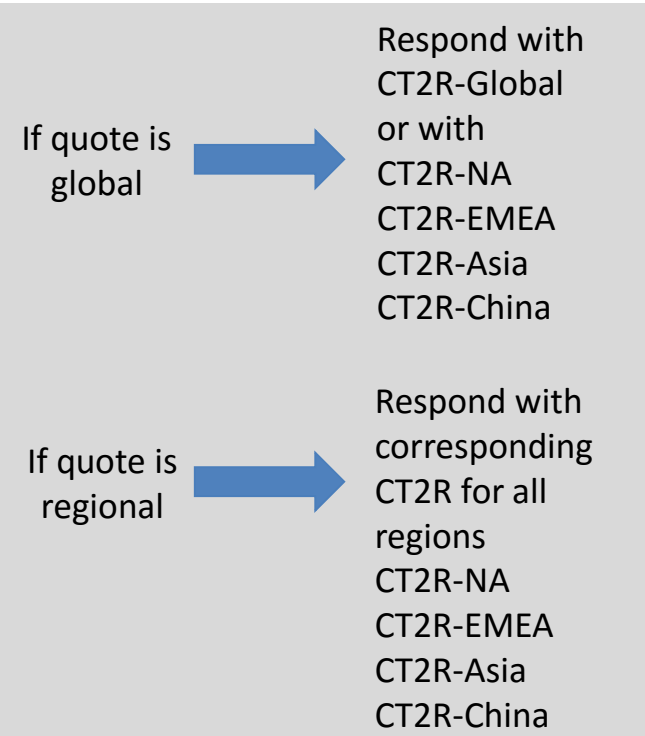 If quote is
global
Respond with
CT2R-Global
or with
CT2R-NA
CT2R-EMEA
CT2R-Asia
CT2R-China
If quote is
regional
Respond with
corresponding
CT2R for all
regions
CT2R-NA
CT2R-EMEA
CT2R-Asia
CT2R-China